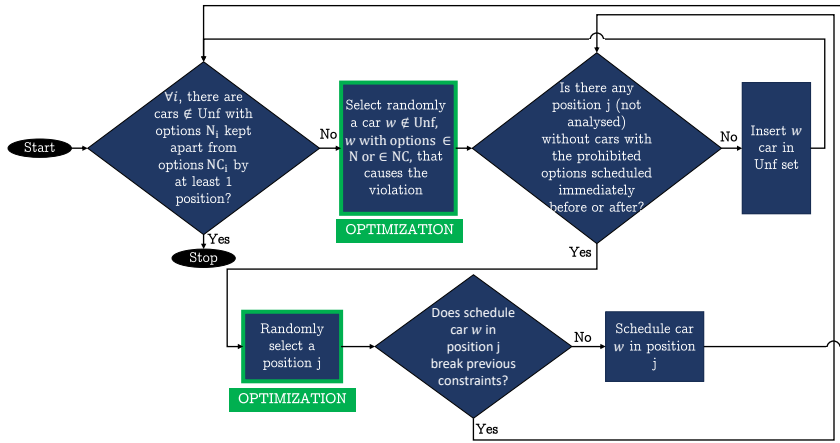 Start
∀i, there are
cars ∉ Unf with
options Nᵢ kept
apart from
options NCᵢ by
at least 1
position?
No
Yes
Stop
Select randomly
a car w ∉ Unf,
w with options ∈
N or ∈ NC, that
causes the
violation
OPTIMIZATION
Is there any
position j (not
analysed)
without cars with
the prohibited
options scheduled
immediately
before or after?
No
Yes
Insert w
car in
Unf set
Randomly
select a
position j
OPTIMIZATION
Does schedule
car w in
position j
break previous
constraints?
No
Yes
Schedule car
w in position
j